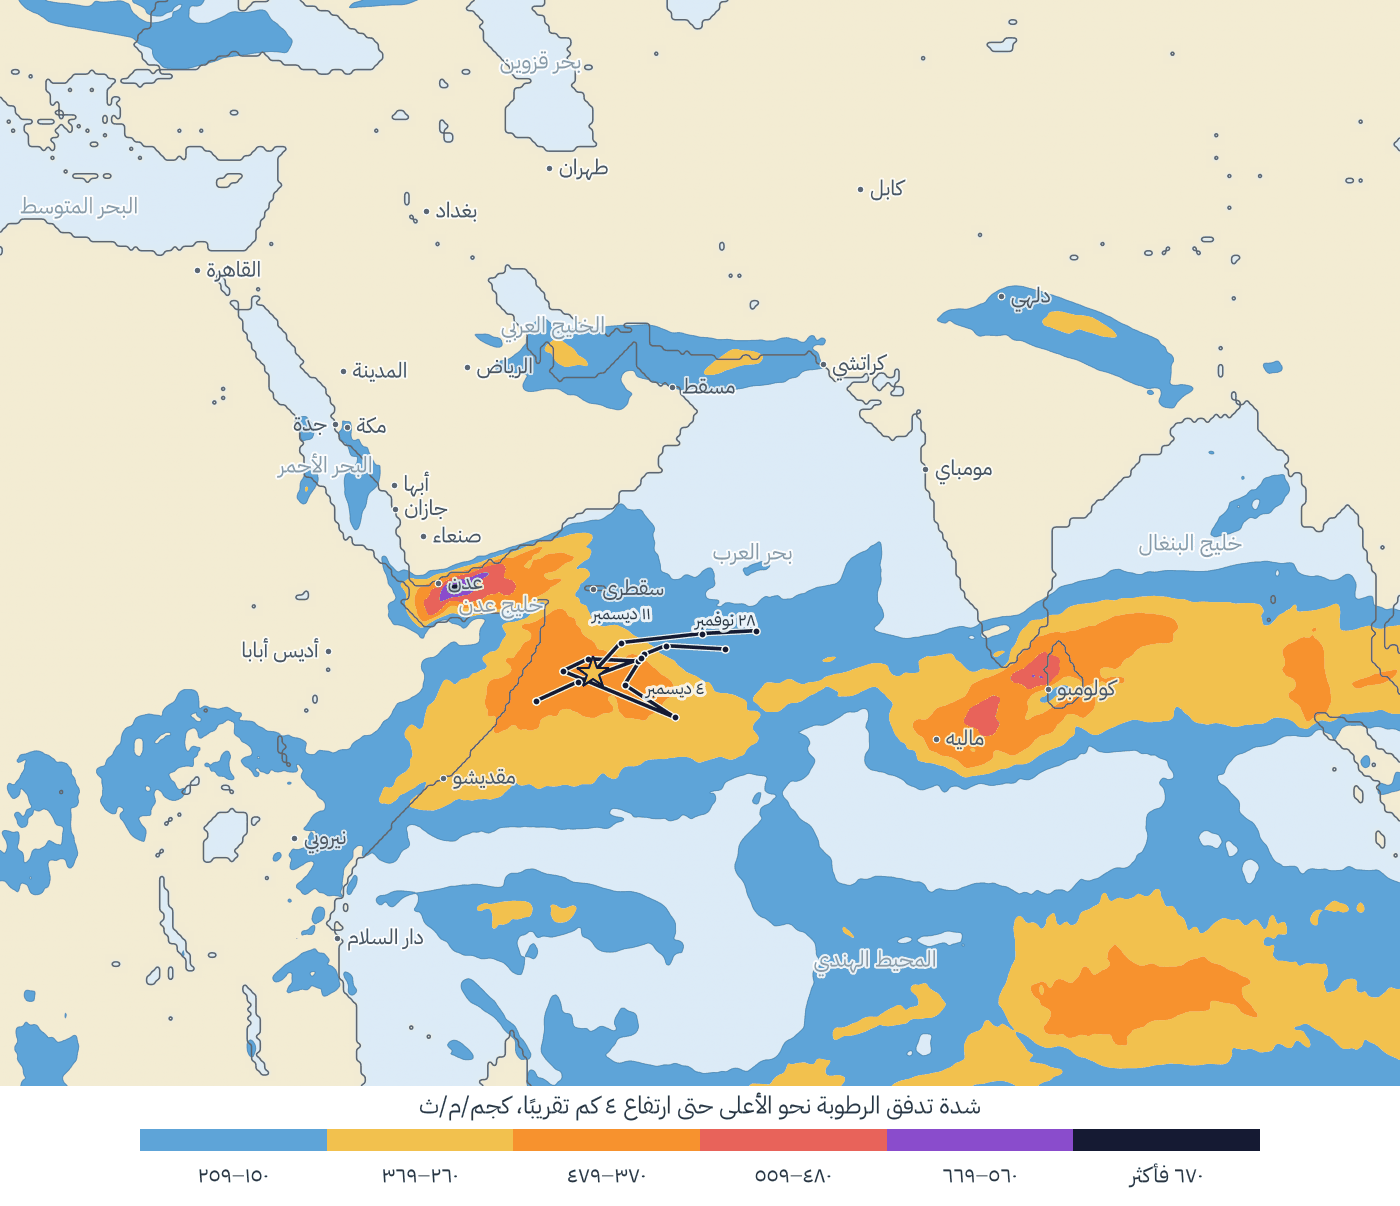 بحر قزوين
طهران
كابل
البحر المتوسط
بغداد
القاهرة
دلهي
الخليج العربي
الرياض
المدينة
كراتشي
مسقط
جدة
مكة
البحر الأحمر
مومباي
أبها
جازان
صنعاء
خليج البنغال
بحر العرب
عدن
سقطرى
خليج عدن
١١ ديسمبر
٢٨ نوفمبر
أديس أبابا
٤ ديسمبر
كولومبو
ماليه
مقديشو
نيروبي
دار السلام
المحيط الهندي
شدة تدفق الرطوبة نحو الأعلى حتى ارتفاع ٤ كم تقريبًا، كجم/م/ث
١٥٠–٢٥٩
٢٦٠–٣٦٩
٣٧٠–٤٧٩
٤٨٠–٥٥٩
٥٦٠–٦٦٩
٦٧٠ فأكثر